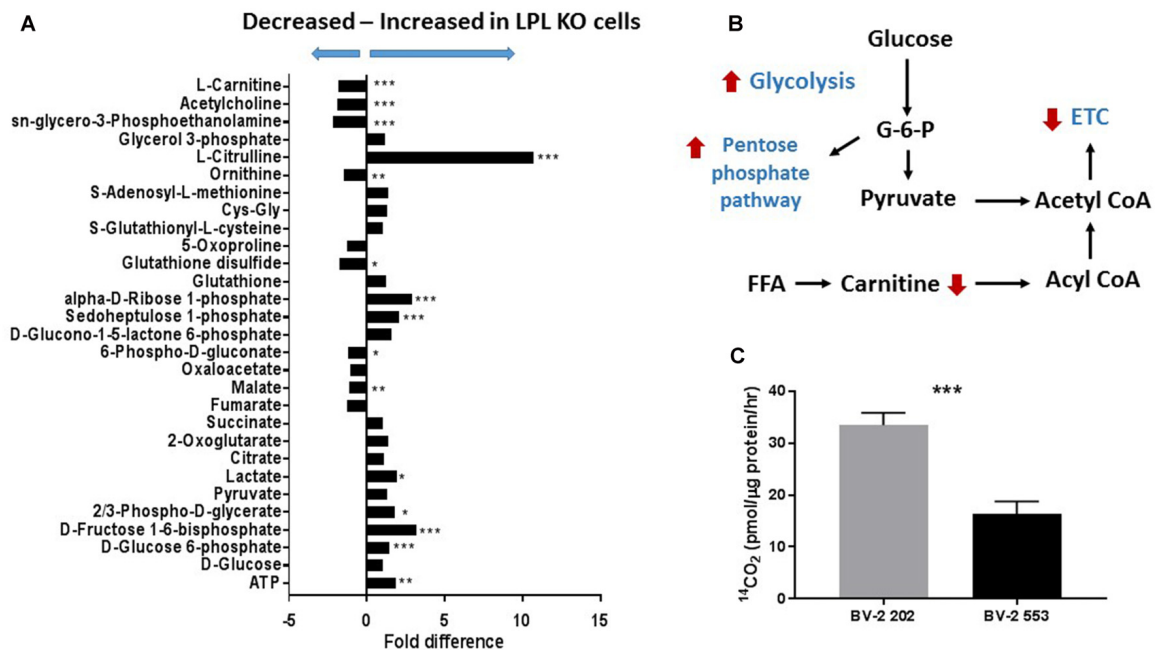 A
Decreased – Increased in LPL KO cells
L-Carnitine ***
Acetylcholine ***
sn-glycero-3-Phosphoethanolamine ***
Glycerol 3-phosphate
L-Citrulline ***
Ornithine **
S-Adenosyl-L-methionine
Cys-Gly
S-Glutathionyl-L-cysteine
5-Oxoproline
Glutathione disulfide *
Glutathione
alpha-D-Ribose 1-phosphate ***
Sedoheptulose 1-phosphate ***
D-Glucono-1-5-lactone 6-phosphate
6-Phospho-D-gluconate *
Oxaloacetate
Malate **
Fumarate
Succinate
2-Oxoglutarate
Citrate
Lactate *
Pyruvate
2/3-Phospho-D-glycerate *
D-Fructose 1-6-bisphosphate ***
D-Glucose 6-phosphate ***
D-Glucose
ATP **
-5 0 5 10 15
Fold difference
B
Glucose
Glycolysis
G-6-P
ETC
Pentose
phosphate
pathway
Pyruvate
Acetyl CoA
FFA
Carnitine
Acyl CoA
C
***
40
30
20
10
0
14CO2 (pmol/µg protein/hr)
BV-2 202
BV-2 553